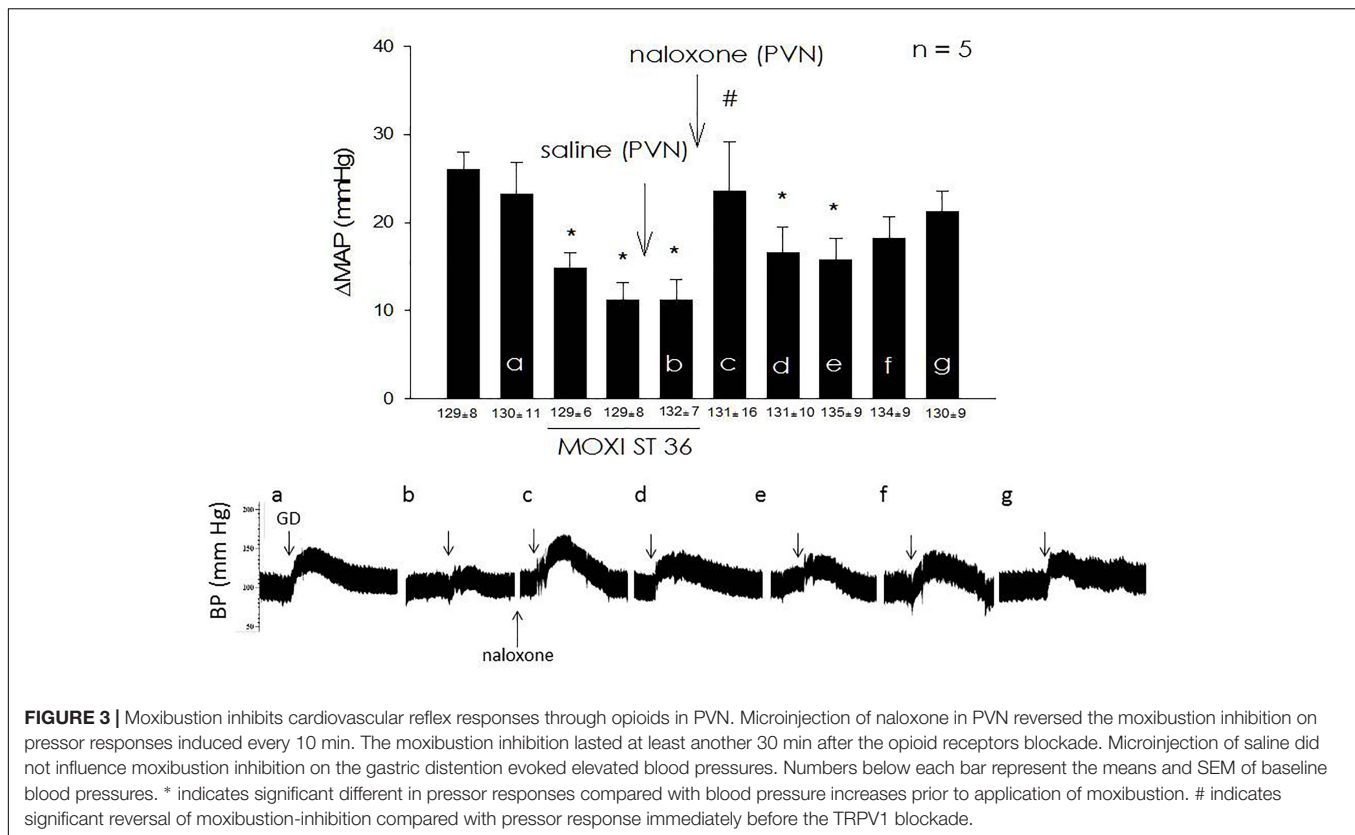 40
30
20
10
0
ΔMAP (mmHg)
naloxone (PVN)
n = 5
#
saline (PVN)
* * * * *
a b c d e f g
129±8 130±11 129±6 129±8 132±7 131±16 131±10 135±9 134±9 130±9
MOXI ST 36
a b c d e f g
GD
BP (mm Hg)
200
150
100
50
naloxone
FIGURE 3 | Moxibustion inhibits cardiovascular reflex responses through opioids in PVN. Microinjection of naloxone in PVN reversed the moxibustion inhibition on
pressor responses induced every 10 min. The moxibustion inhibition lasted at least another 30 min after the opioid receptors blockade. Microinjection of saline did
not influence moxibustion inhibition on the gastric distention evoked elevated blood pressures. Numbers below each bar represent the means and SEM of baseline
blood pressures. * indicates significant different in pressor responses compared with blood pressure increases prior to application of moxibustion. # indicates
significant reversal of moxibustion-inhibition compared with pressor response immediately before the TRPV1 blockade.